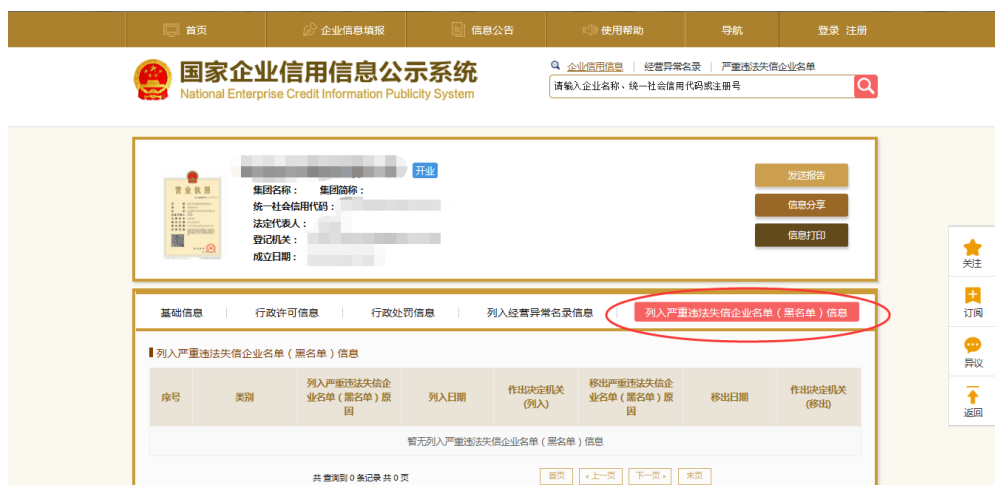 首页 企业信息填报 信息公告 使用帮助 导航 登录 注册
国家企业信用信息公示系统
National Enterprise Credit Information Publicity System
企业信用信息 | 经营异常名录 | 严重违法失信企业名单
请输入企业名称、统一社会信用代码或注册号
开业
营业执照
集团名称： 集团简称：
统一社会信用代码：
法定代表人：
登记机关：
成立日期：
发送报告
信息分享
信息打印
关注
订阅
异议
返回
基础信息 | 行政许可信息 | 行政处罚信息 | 列入经营异常名录信息 | 列入严重违法失信企业名单（黑名单）信息
列入严重违法失信企业名单（黑名单）信息
序号 类别 列入严重违法失信企业名单（黑名单）原因 列入日期 作出决定机关(列入) 移出严重违法失信企业名单（黑名单）原因 移出日期 作出决定机关(移出)
暂无列入严重违法失信企业名单（黑名单）信息
共 查询到 0 条记录 共 0 页 首页 上一页 下一页 末页